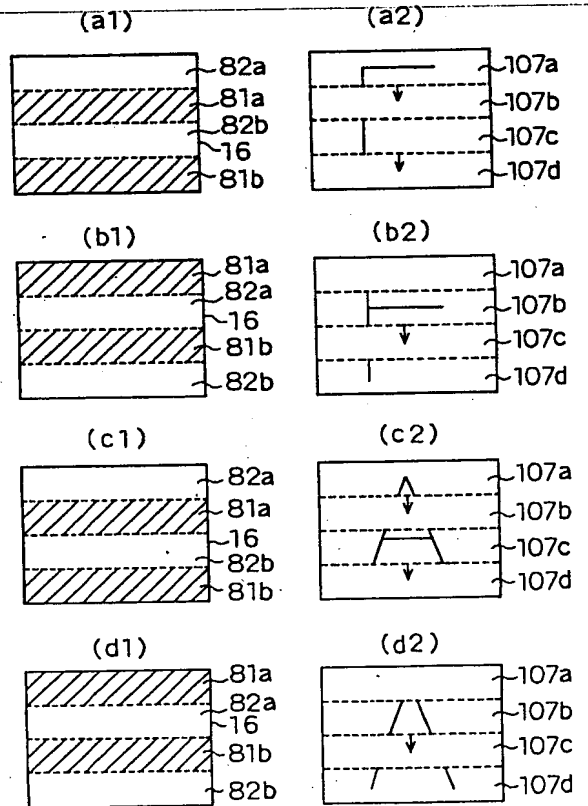 (a1) (a2)
82a 107a
81a 107b
82b 107c
16
81b 107d
(b1) (b2)
81a 107a
82a 107b
16
81b 107c
82b 107d
(c1) (c2)
82a 107a
81a 107b
16
82b 107c
81b 107d
(d1) (d2)
81a 107a
82a 107b
16
81b 107c
82b 107d